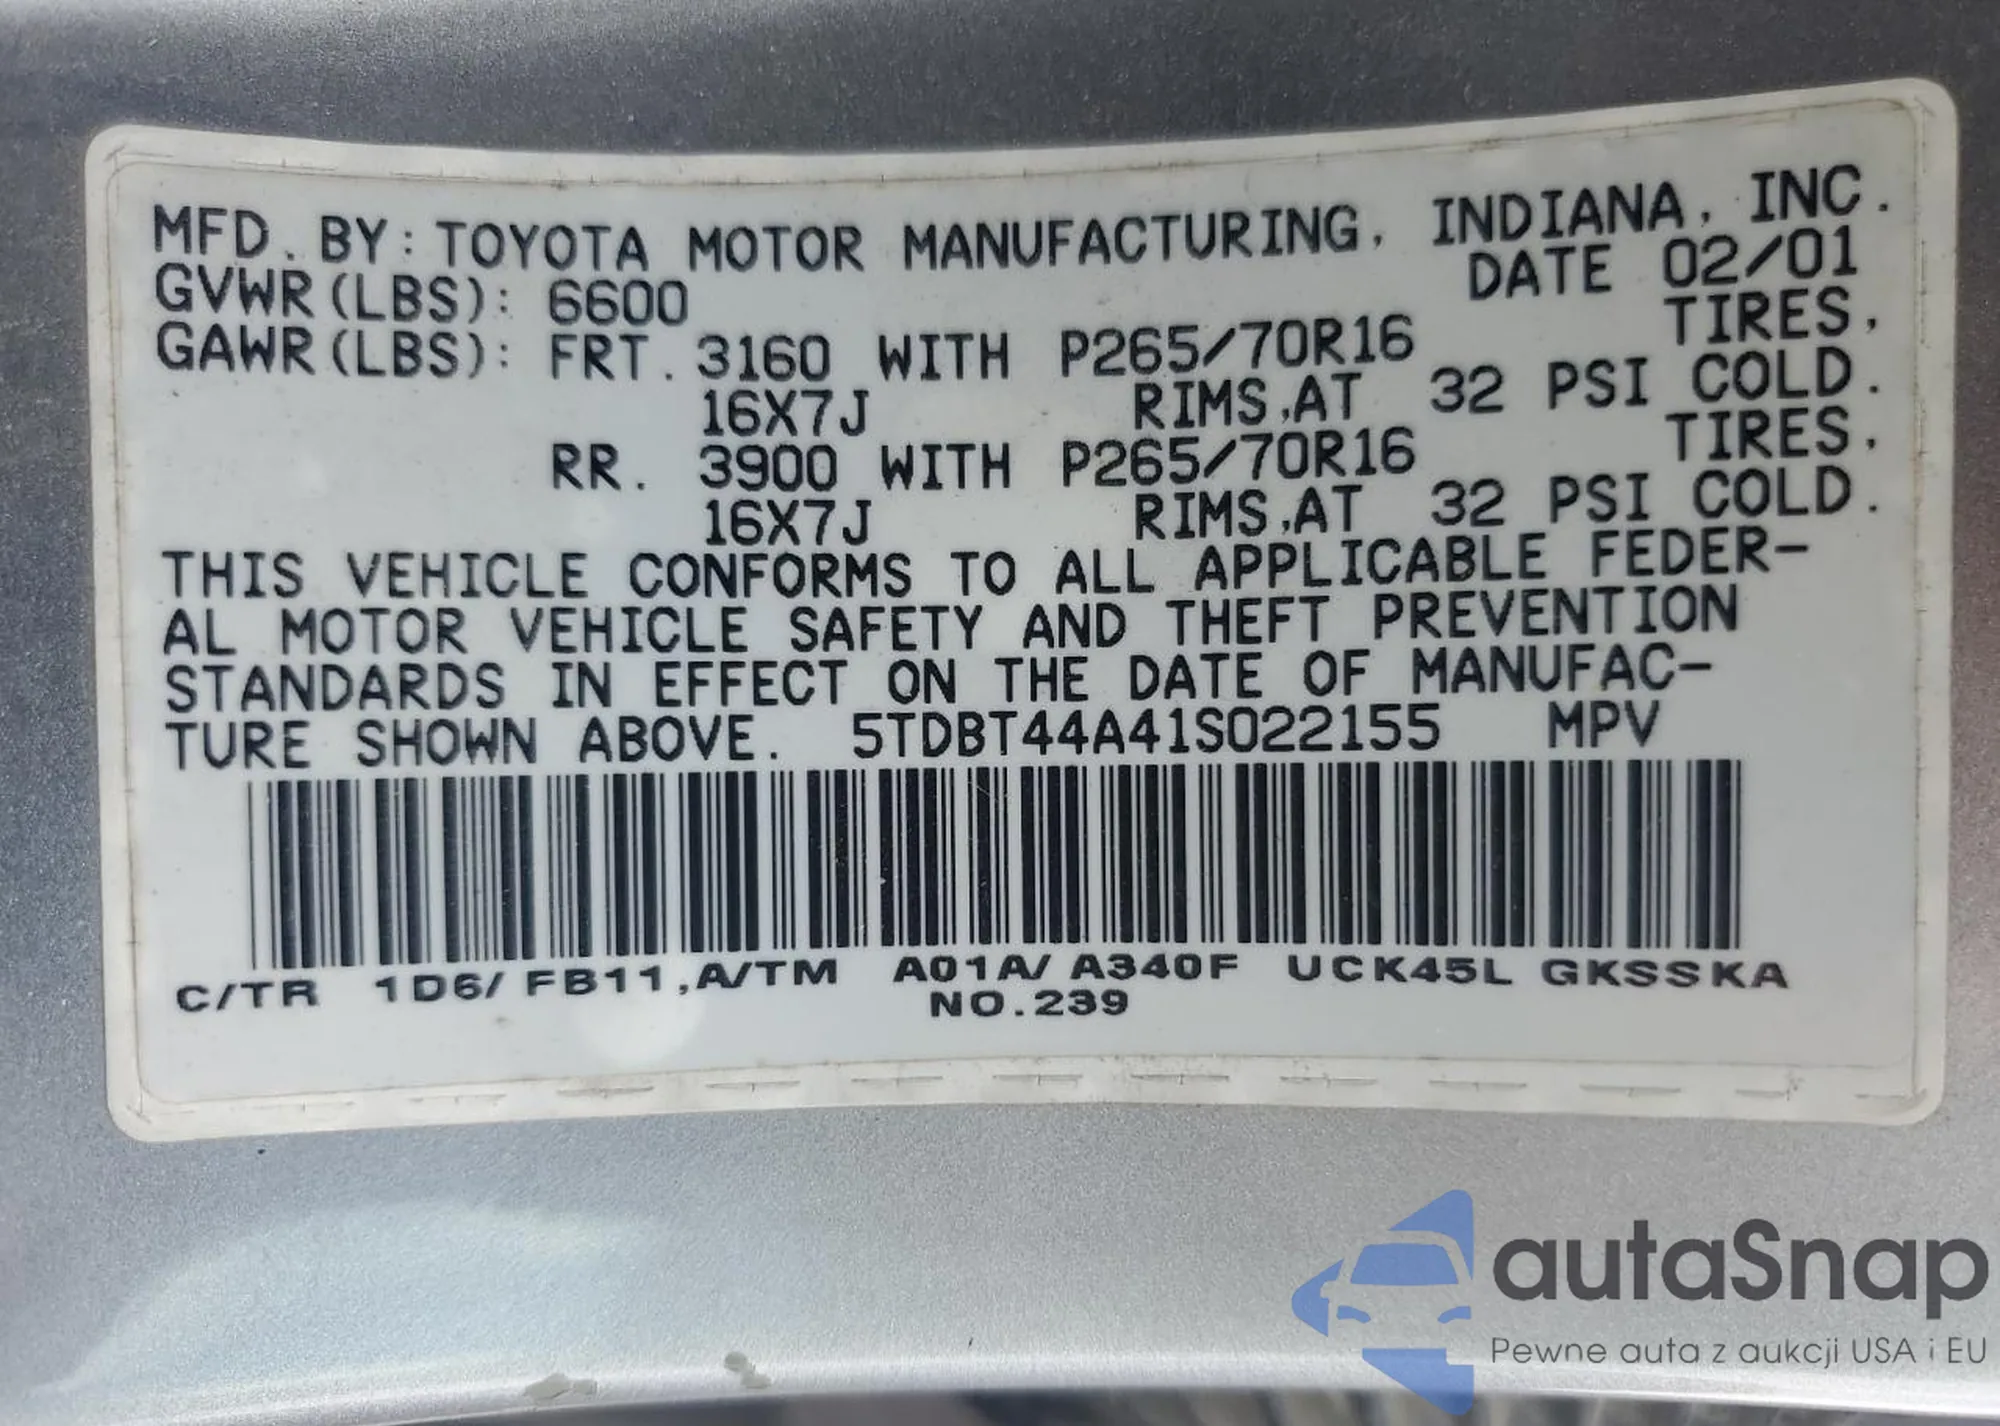 MFD. BY: TOYOTA MOTOR MANUFACTURING, INDIANA, INC.
GVWR(LBS): 6600 DATE 02/01
GAWR(LBS): FRT. 3160 WITH P265/70R16 TIRES,
16X7J RIMS,AT 32 PSI COLD.
RR. 3900 WITH P265/70R16 TIRES,
16X7J RIMS,AT 32 PSI COLD.
THIS VEHICLE CONFORMS TO ALL APPLICABLE FEDER-
AL MOTOR VEHICLE SAFETY AND THEFT PREVENTION
STANDARDS IN EFFECT ON THE DATE OF MANUFAC-
TURE SHOWN ABOVE. 5TDBT44A41S022155 MPV
C/TR 1D6/FB11,A/TM A01A/A340F UCK45L GKSSKA
NO.239
autaSnap
Pewne auta z aukcji USA i EU